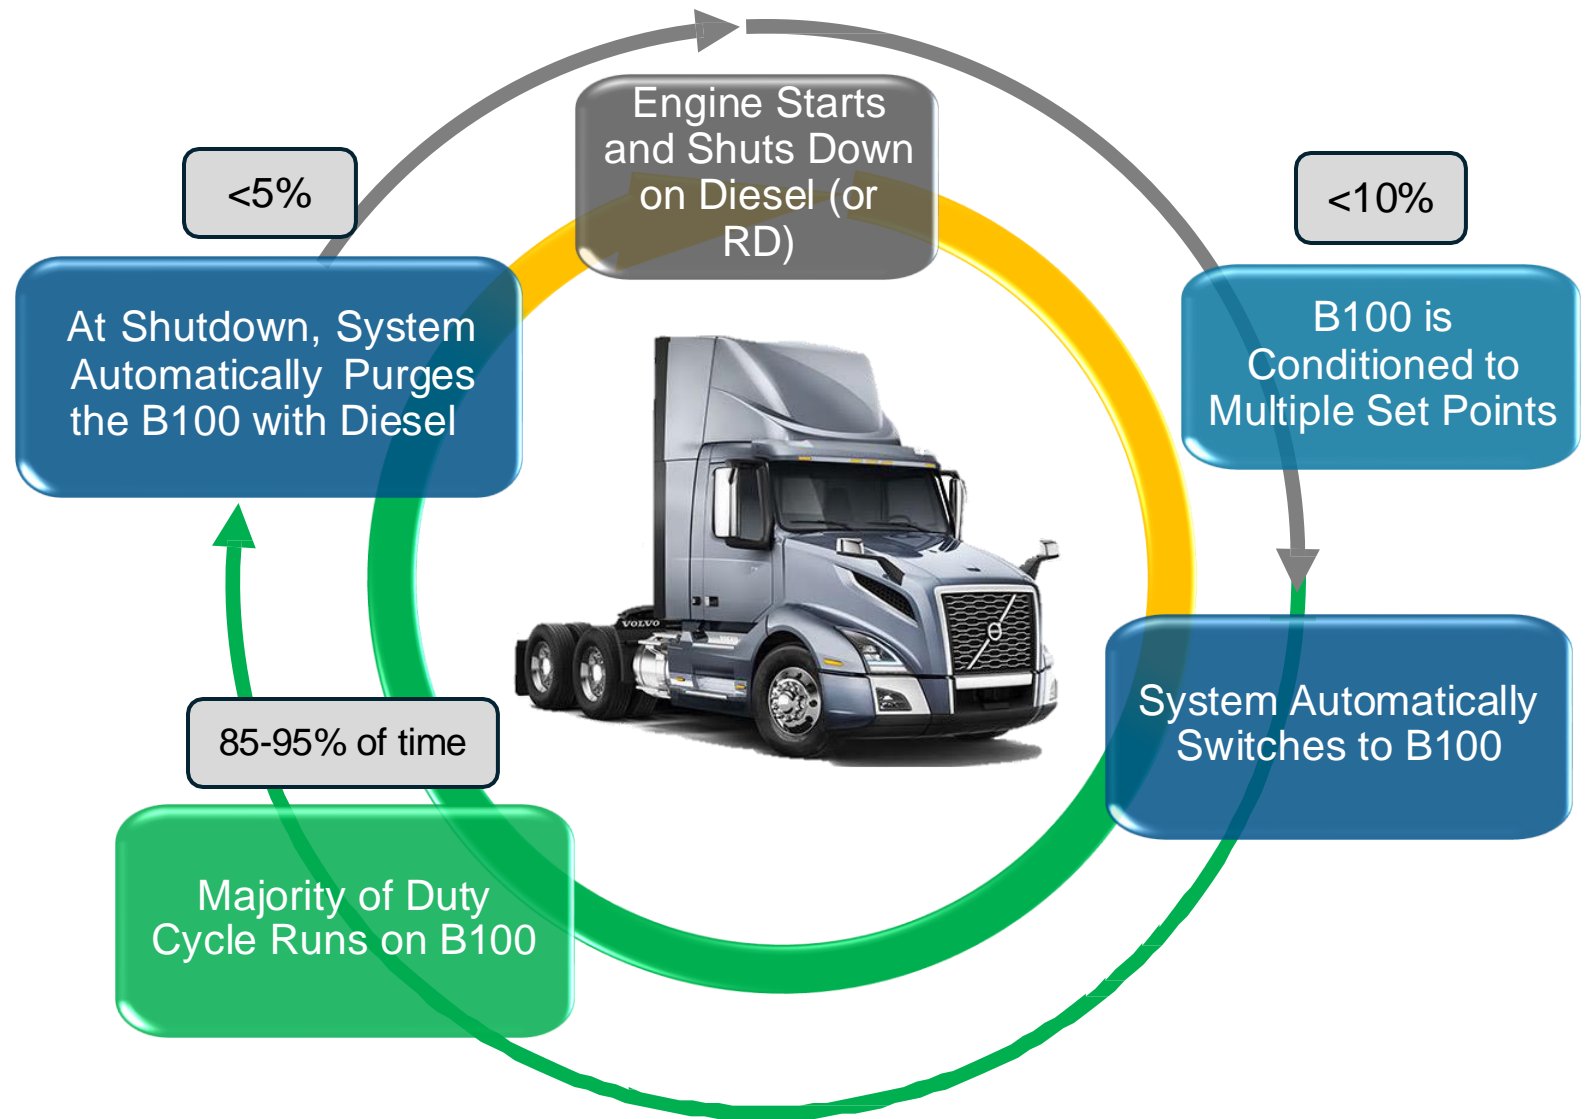 Engine Starts
and Shuts Down
on Diesel (or
RD)
<5%
<10%
At Shutdown, System
Automatically Purges
the B100 with Diesel
B100 is
Conditioned to
Multiple Set Points
VOLVO
System Automatically
Switches to B100
85-95% of time
Majority of Duty
Cycle Runs on B100